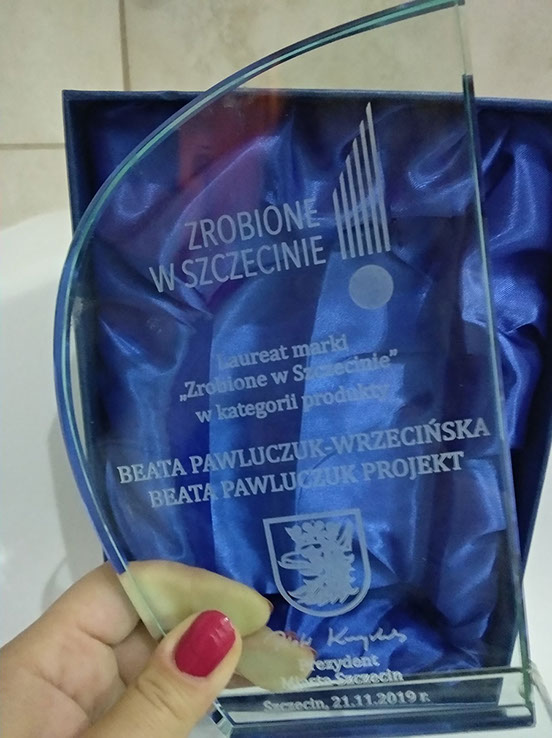 ZROBIONE
W SZCZECINIE
Laureat marki
„Zrobione w Szczecinie”
w kategorii produkty
BEATA PAWLUCZUK-WRZECIŃSKA
BEATA PAWLUCZUK PROJEKT
Prezydent
Miasta Szczecin
Szczecin, 21.11.2019 r.